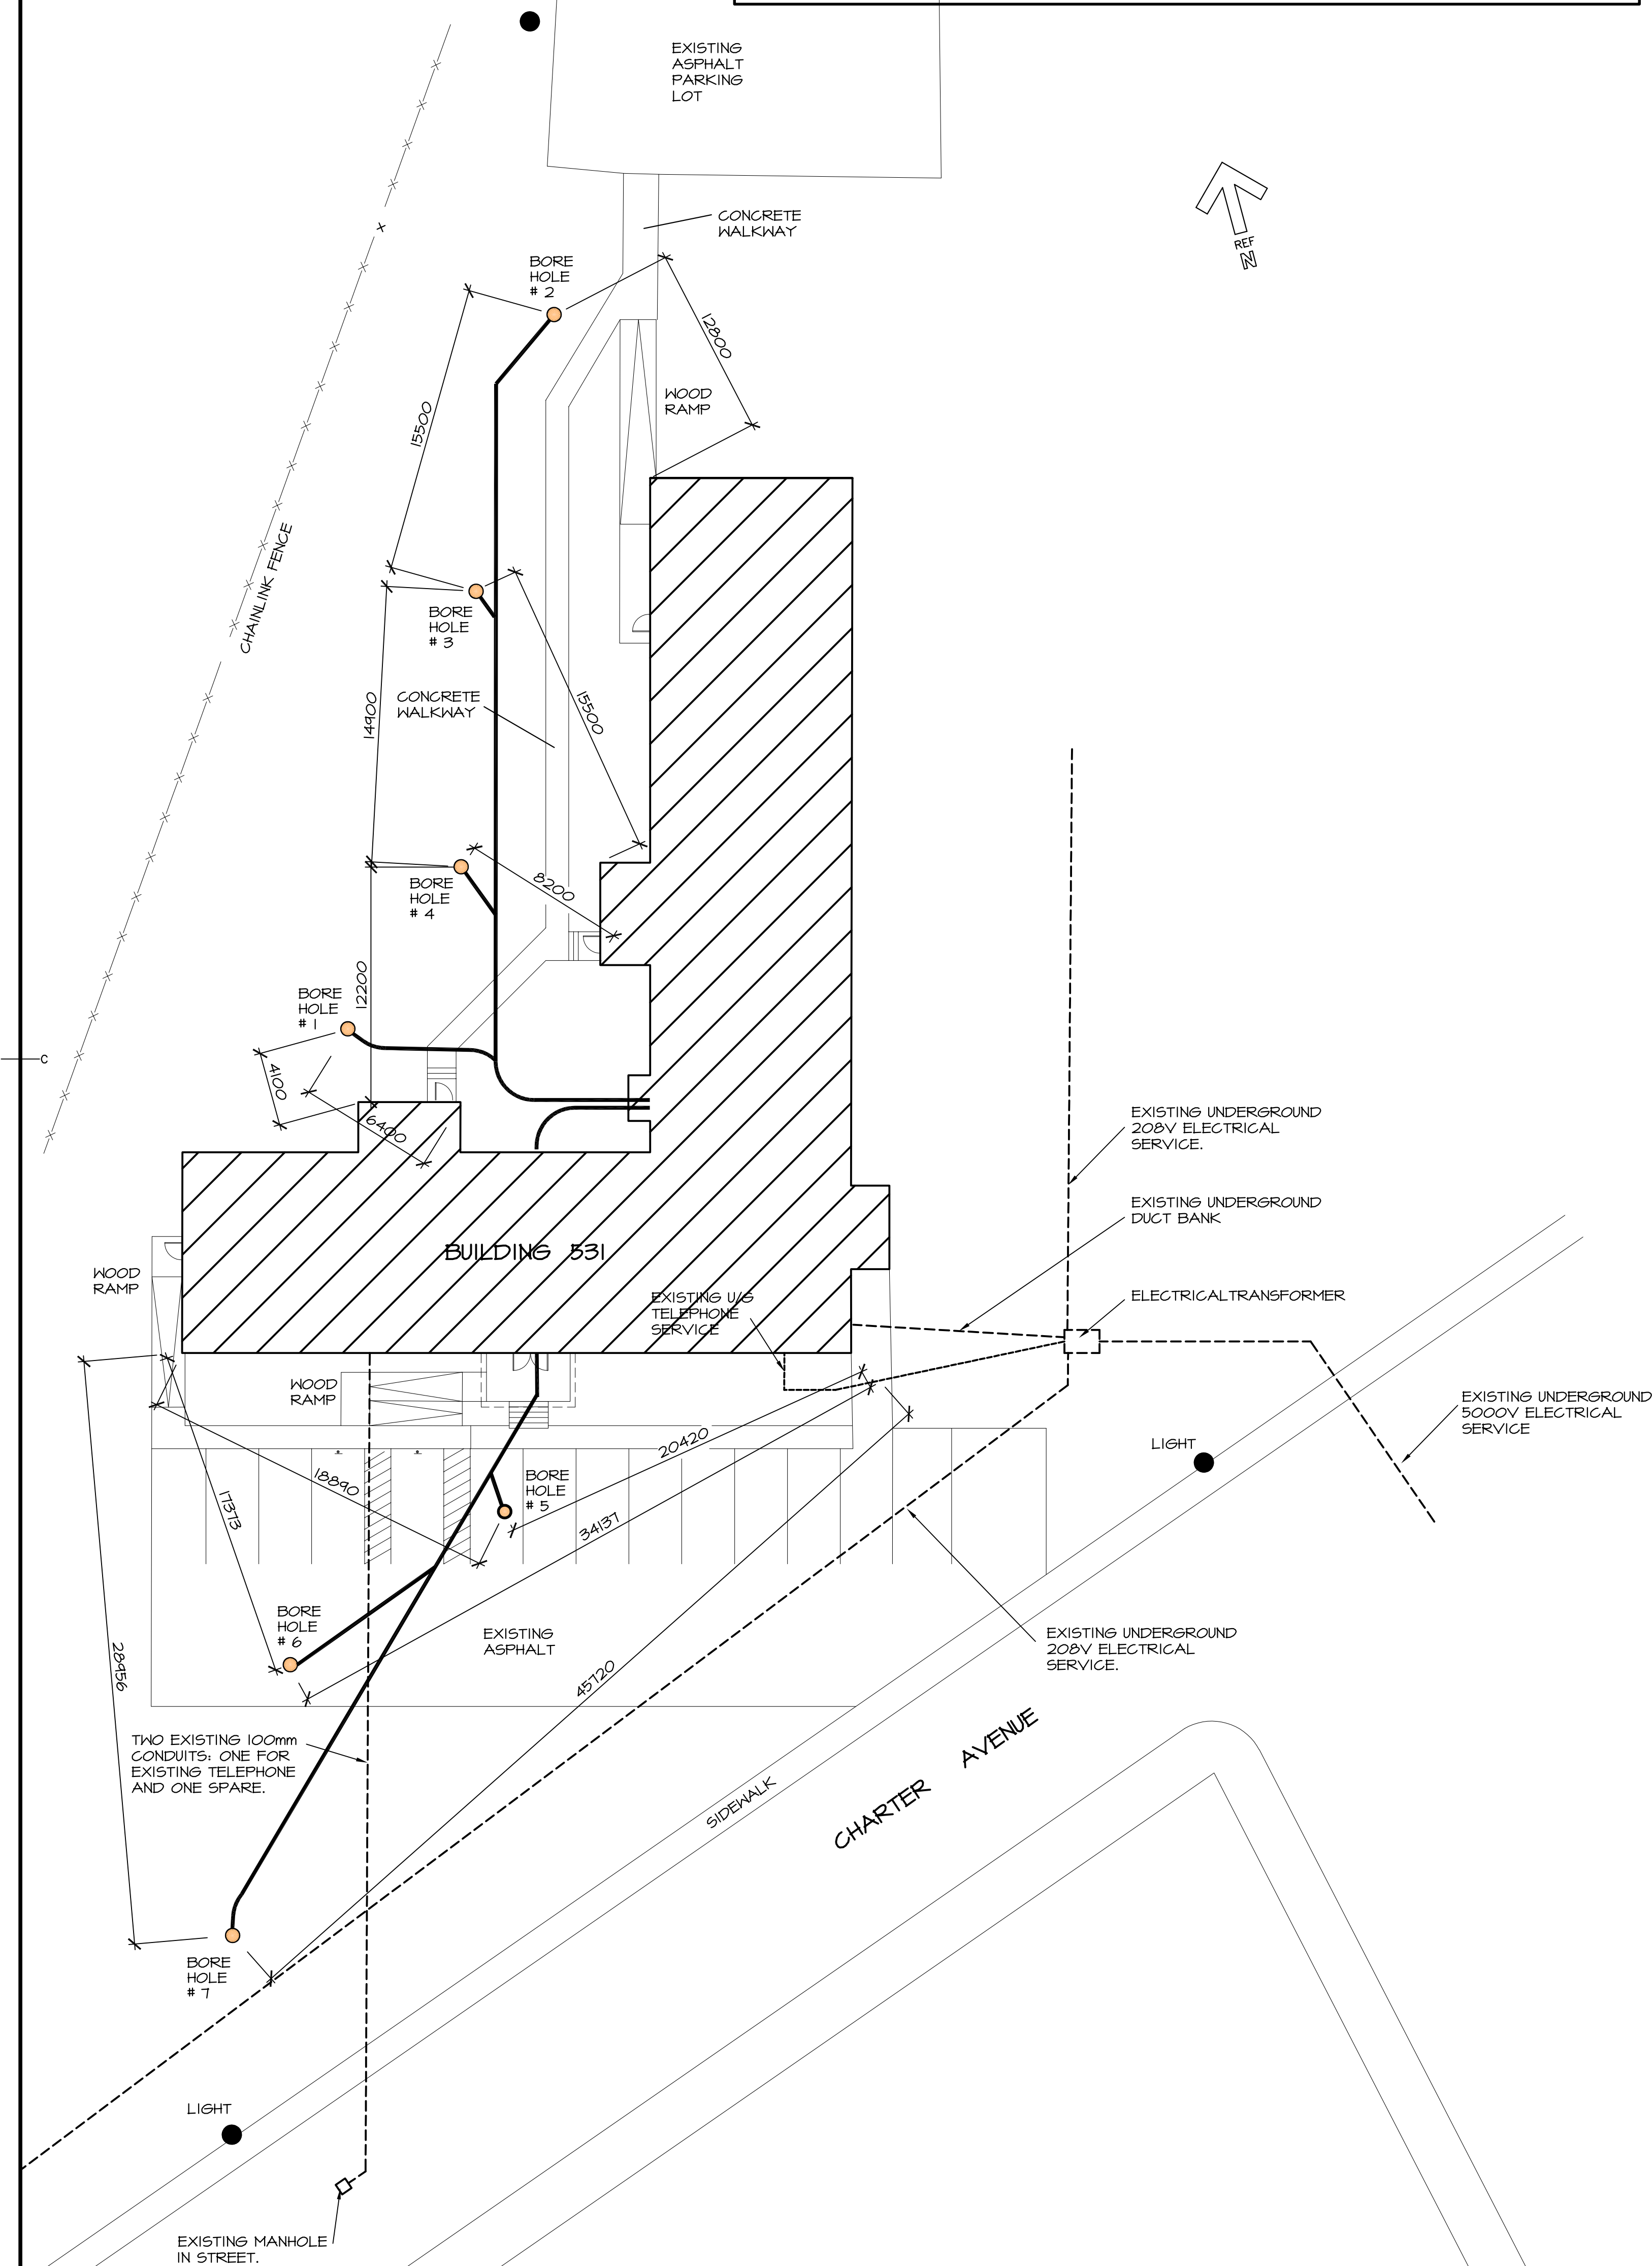 EXISTING
ASPHALT
PARKING
LOT
CONCRETE
WALKWAY
REF
N
BORE
HOLE
# 2
12800
WOOD
RAMP
15500
CHAINLINK FENCE
BORE
HOLE
# 3
CONCRETE
WALKWAY
15500
14900
8200
BORE
HOLE
# 4
12200
BORE
HOLE
# 1
C
4100
6400
EXISTING UNDERGROUND
208V ELECTRICAL
SERVICE.
EXISTING UNDERGROUND
DUCT BANK
BUILDING 531
WOOD
RAMP
EXISTING U/G
TELEPHONE
SERVICE
ELECTRICALTRANSFORMER
WOOD
RAMP
EXISTING UNDERGROUND
5000V ELECTRICAL
SERVICE
LIGHT
20420
18890
BORE
HOLE
# 5
17373
34137
BORE
HOLE
# 6
EXISTING
ASPHALT
EXISTING UNDERGROUND
208V ELECTRICAL
SERVICE.
28956
45720
TWO EXISTING 100mm
CONDUITS: ONE FOR
EXISTING TELEPHONE
AND ONE SPARE.
SIDEWALK
CHARTER AVENUE
BORE
HOLE
# 7
LIGHT
EXISTING MANHOLE
IN STREET.